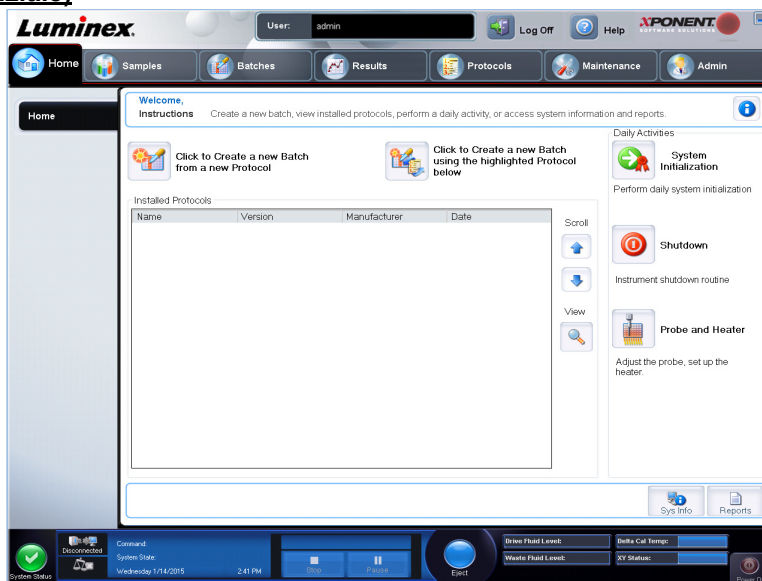 Luminex.
User: admin
Log Off
Help
XPONENT.
SOFTWARE SOLUTIONS
Home
Samples
Batches
Results
Protocols
Maintenance
Admin
Home
Welcome,
Instructions Create a new batch, view installed protocols, perform a daily activity, or access system information and reports.
Click to Create a new Batch
from a new Protocol
Click to Create a new Batch
using the highlighted Protocol
below
Installed Protocols
Name Version Manufacturer Date
Scroll
View
Daily Activities
System
Initialization
Perform daily system initialization
Shutdown
Instrument shutdown routine
Probe and Heater
Adjust the probe, set up the
heater.
Sys Info
Reports
System Status
Disconnected
Command:
System State:
Wednesday 1/14/2015 2:41 PM
Stop
Pause
Eject
Drive Fluid Level:
Waste Fluid Level:
Delta Cal Temp:
XY Status: